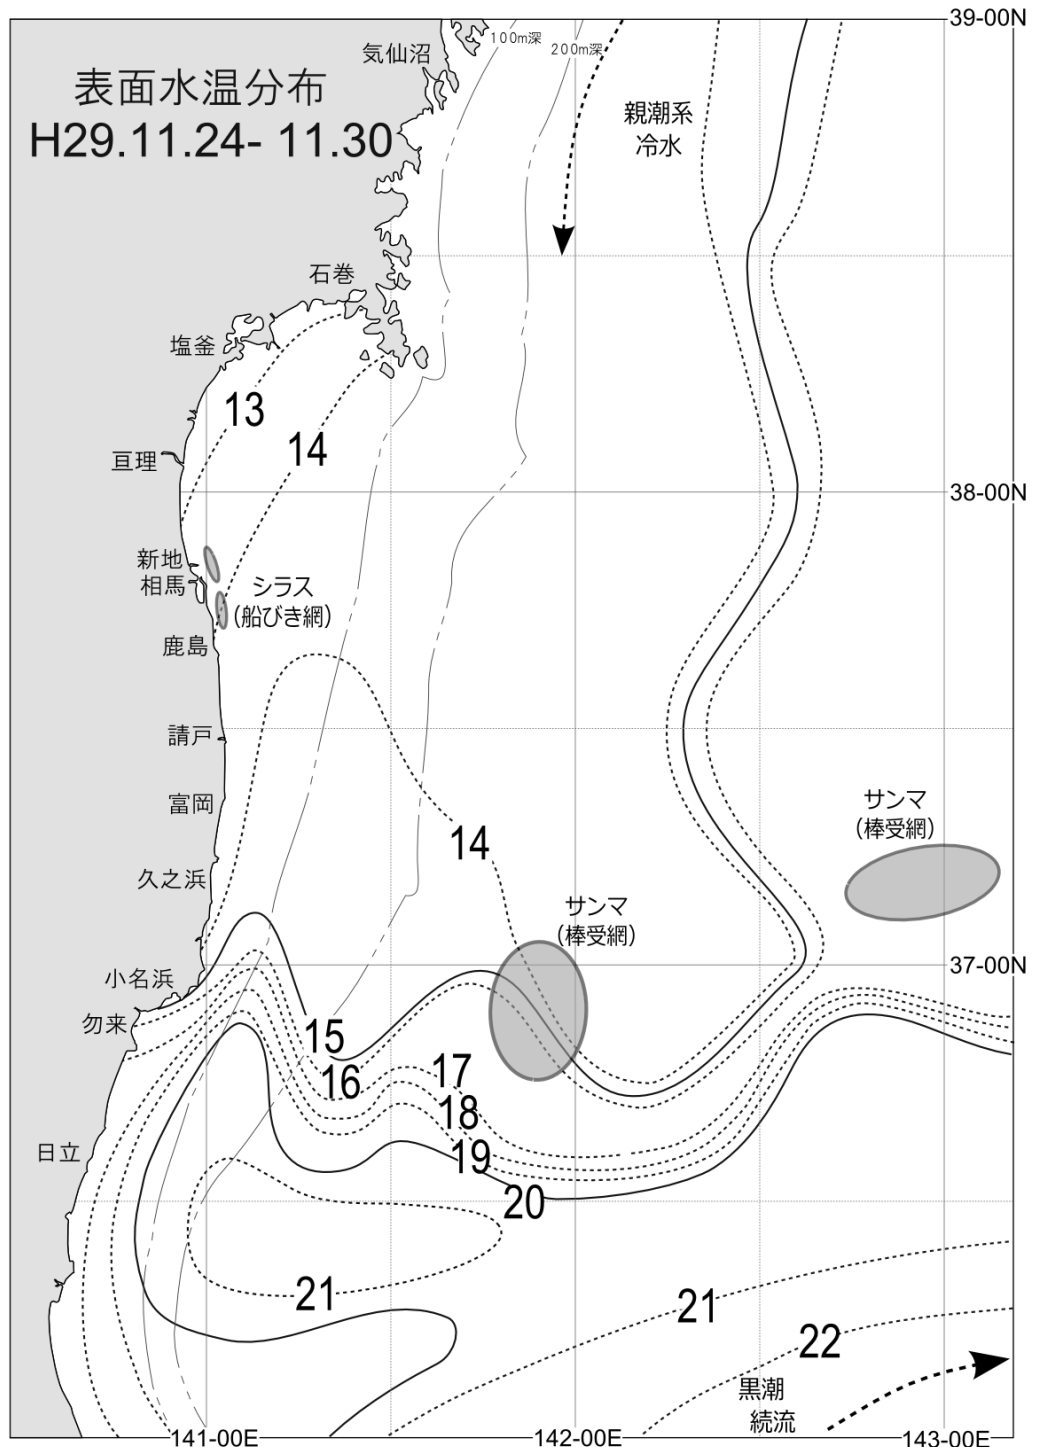 39-00N
100m深
200m深
気仙沼
表面水温分布
H29.11.24- 11.30
親潮系
冷水
石巻
塩釜
13
14
亘理
38-00N
新地
相馬
シラス
(船びき網)
鹿島
請戸
富岡
サンマ
(棒受網)
14
久之浜
サンマ
(棒受網)
37-00N
小名浜
勿来
15
16
17
18
19
日立
20
21
21
22
黒潮
続流
141-00E
142-00E
143-00E